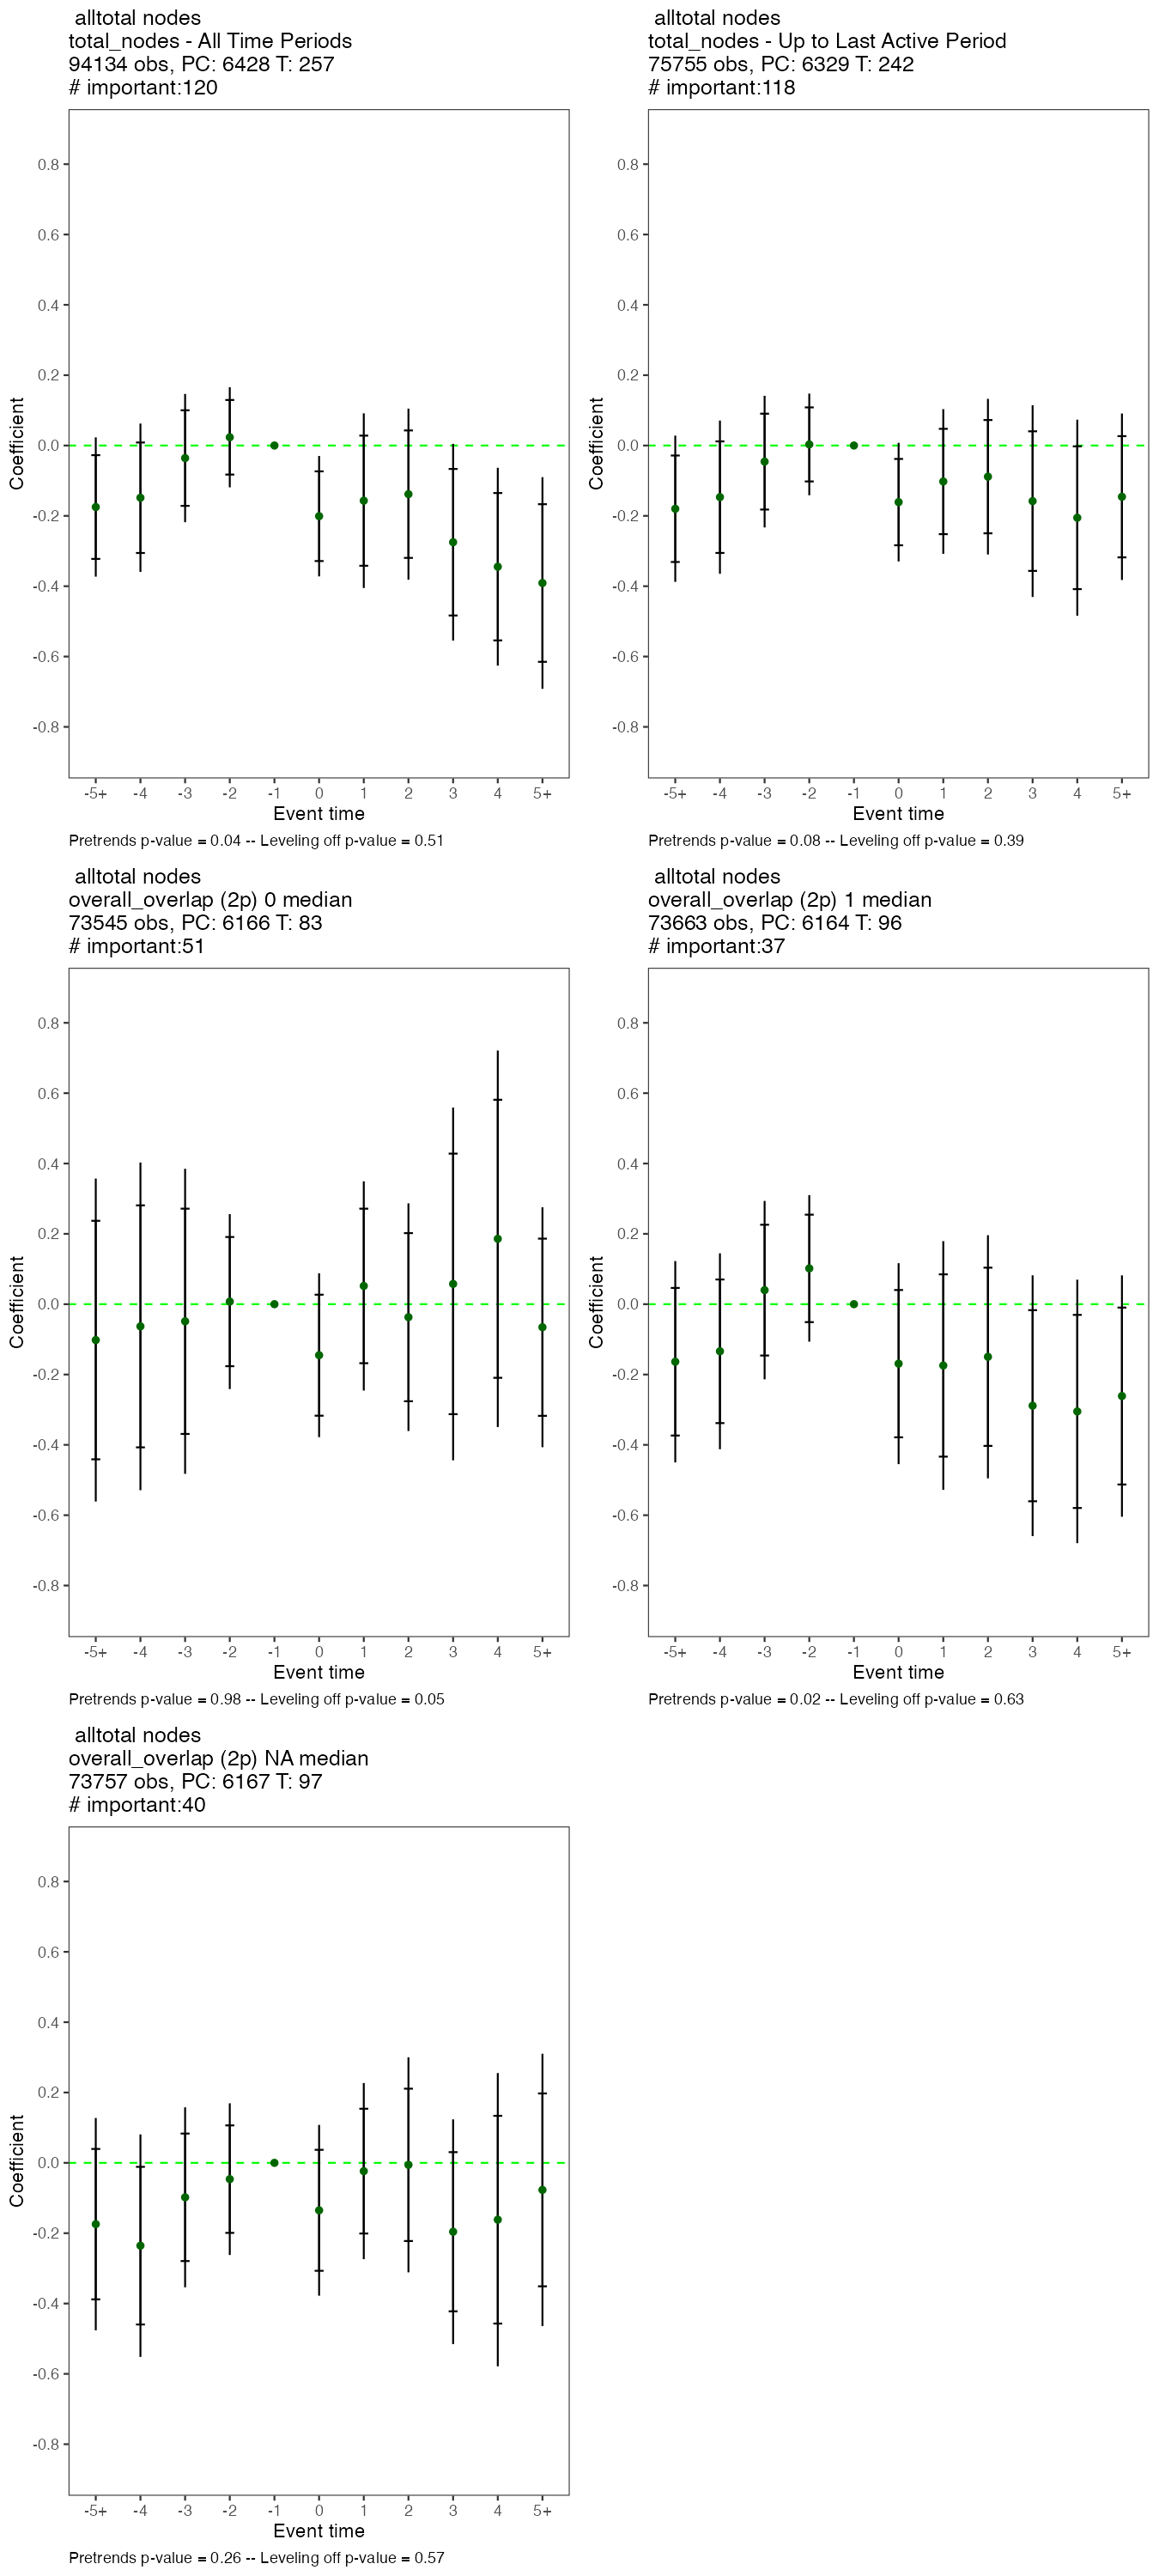 alltotal nodes
total_nodes - All Time Periods
94134 obs, PC: 6428 T: 257
# important:120
Coefficient
0.8
0.6
0.4
0.2
0.0
-0.2
-0.4
-0.6
-0.8
-5+ -4 -3 -2 -1 0 1 2 3 4 5+
Event time
Pretrends p-value = 0.04 -- Leveling off p-value = 0.51
alltotal nodes
total_nodes - Up to Last Active Period
75755 obs, PC: 6329 T: 242
# important:118
Coefficient
0.8
0.6
0.4
0.2
0.0
-0.2
-0.4
-0.6
-0.8
-5+ -4 -3 -2 -1 0 1 2 3 4 5+
Event time
Pretrends p-value = 0.08 -- Leveling off p-value = 0.39
alltotal nodes
overall_overlap (2p) 0 median
73545 obs, PC: 6166 T: 83
# important:51
Coefficient
0.8
0.6
0.4
0.2
0.0
-0.2
-0.4
-0.6
-0.8
-5+ -4 -3 -2 -1 0 1 2 3 4 5+
Event time
Pretrends p-value = 0.98 -- Leveling off p-value = 0.05
alltotal nodes
overall_overlap (2p) 1 median
73663 obs, PC: 6164 T: 96
# important:37
Coefficient
0.8
0.6
0.4
0.2
0.0
-0.2
-0.4
-0.6
-0.8
-5+ -4 -3 -2 -1 0 1 2 3 4 5+
Event time
Pretrends p-value = 0.02 -- Leveling off p-value = 0.63
alltotal nodes
overall_overlap (2p) NA median
73757 obs, PC: 6167 T: 97
# important:40
Coefficient
0.8
0.6
0.4
0.2
0.0
-0.2
-0.4
-0.6
-0.8
-5+ -4 -3 -2 -1 0 1 2 3 4 5+
Event time
Pretrends p-value = 0.26 -- Leveling off p-value = 0.57